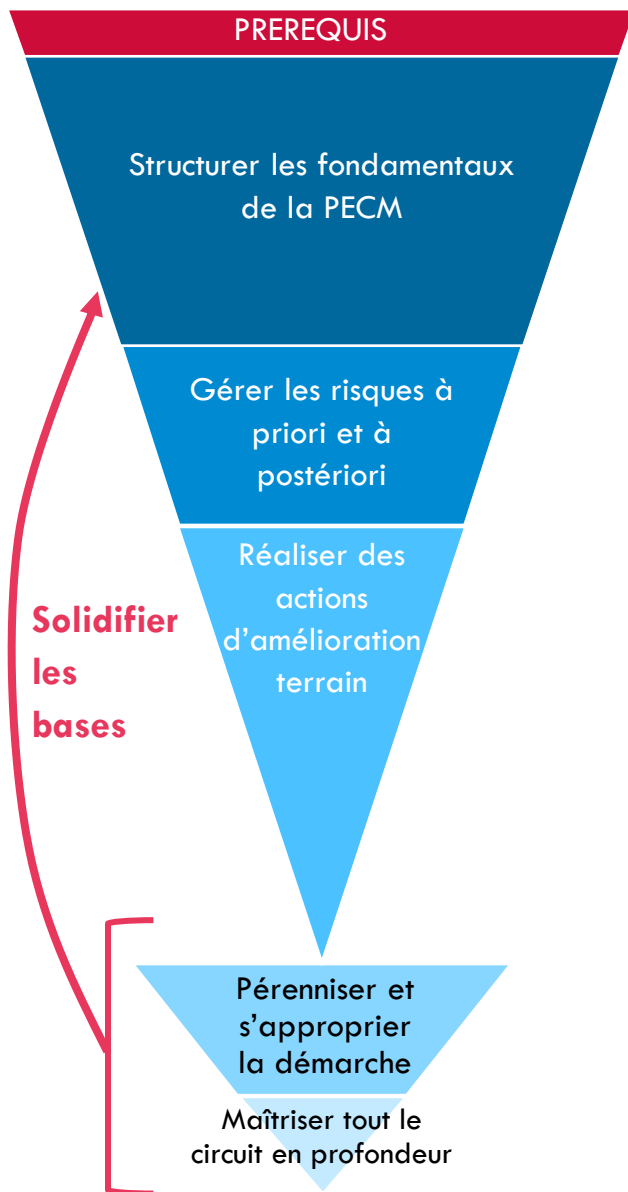 PREREQUIS
Structurer les fondamentaux
de la PECM
Gérer les risques à
priori et à
postériori
Réaliser des
actions
d'amélioration
terrain
Solidifier
les
bases
Pérenniser et
s'approprier
la démarche
Maîtriser tout le
circuit en profondeur